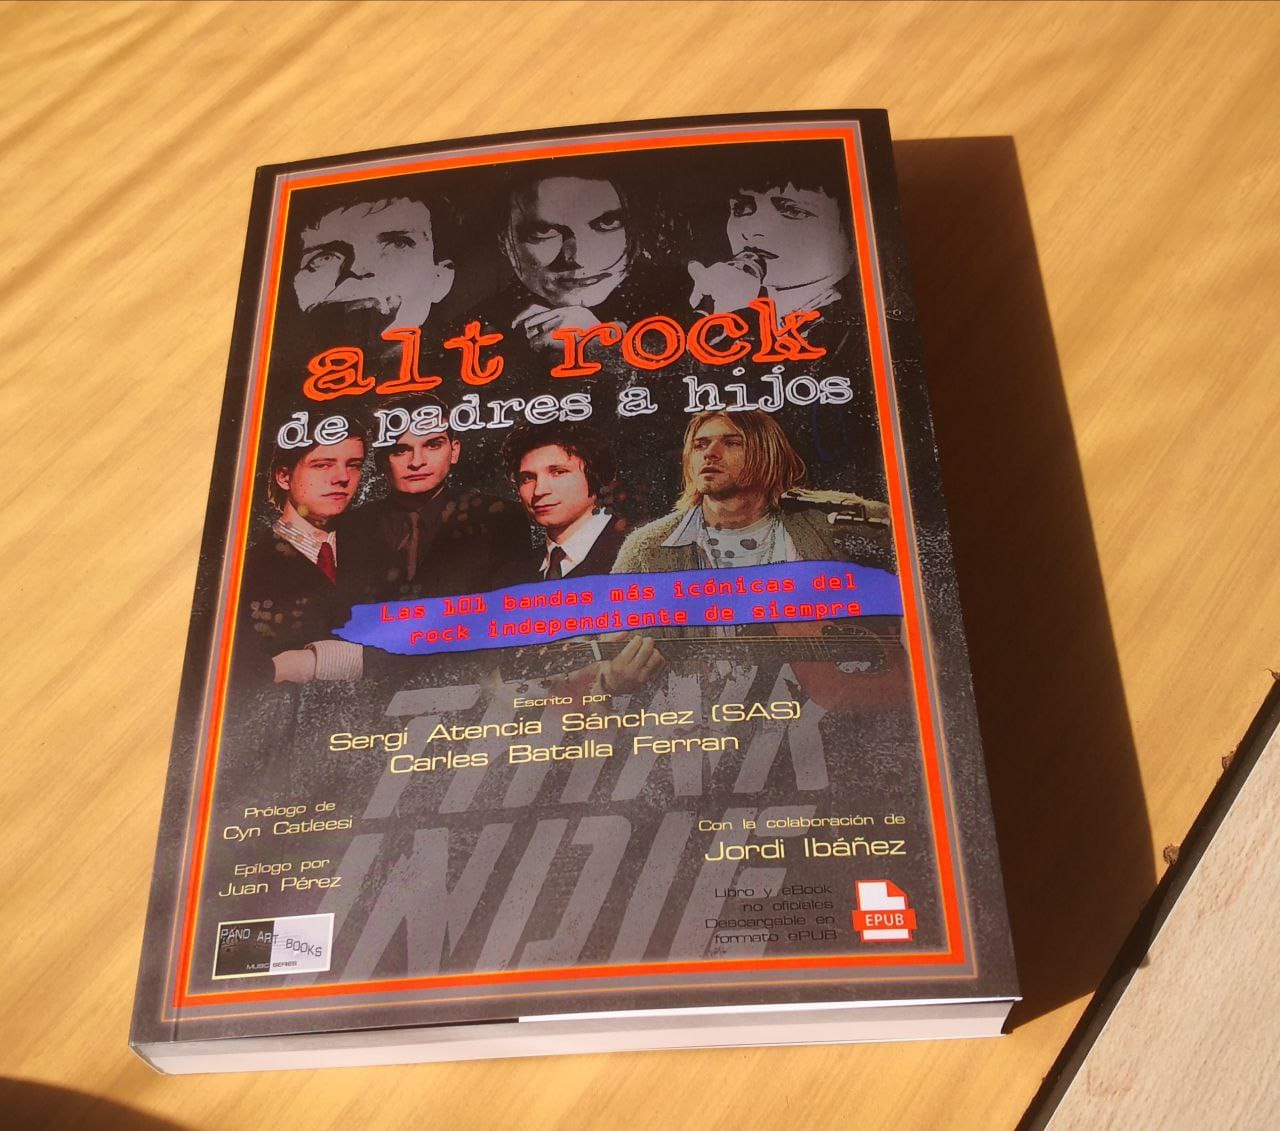 alt rock
de padres a hijos
Las 101 bandas más icónicas del
rock independiente de siempre
THINK
INDIE
Escrito por
Sergi Atencia Sánchez (SAS)
Carles Batalla Ferran
Prólogo de
Cyn Catleesi
Epílogo por
Juan Pérez
Con la colaboración de
Jordi Ibáñez
Libro y eBook
no oficiales
Descargable en
formato ePUB
EPUB
PANO ART BOOKS
MUSIC SERIES